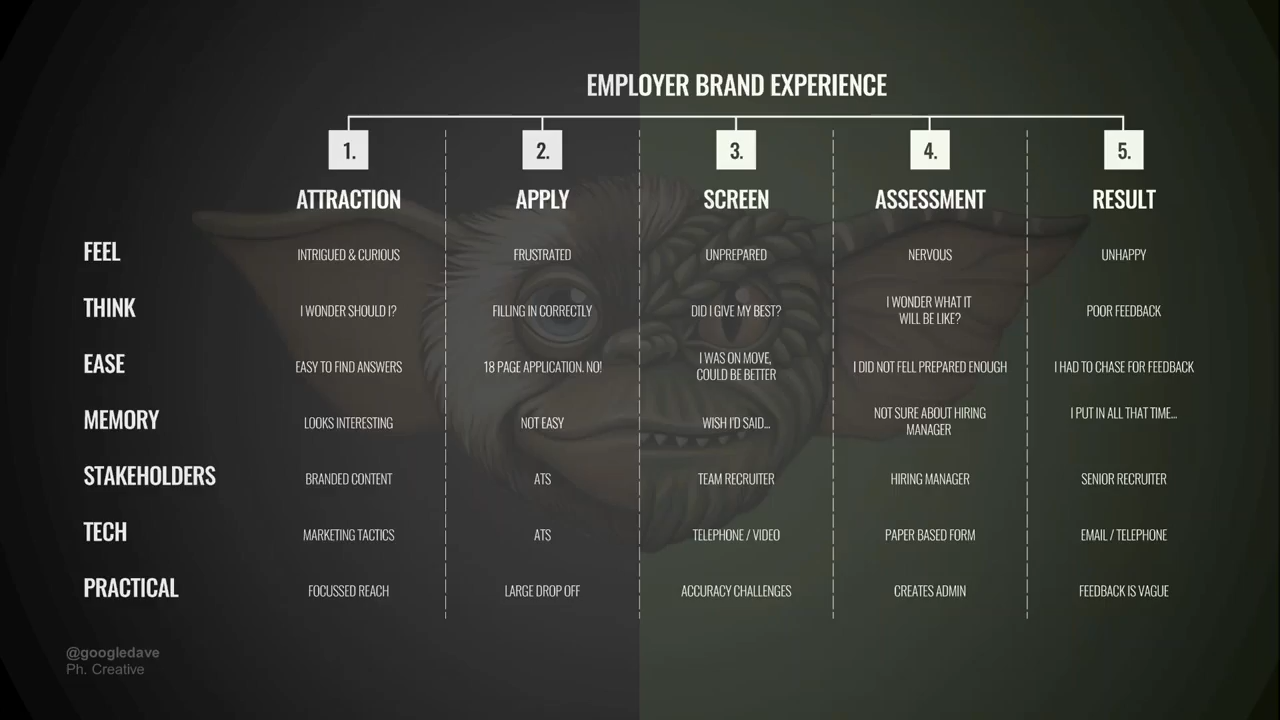 EMPLOYER BRAND EXPERIENCE
1. 2. 3. 4. 5.
ATTRACTION APPLY SCREEN ASSESSMENT RESULT
FEEL INTRIGUED & CURIOUS FRUSTRATED UNPREPARED NERVOUS UNHAPPY
THINK I WONDER SHOULD I? FILLING IN CORRECTLY DID I GIVE MY BEST? I WONDER WHAT IT POOR FEEDBACK
WILL BE LIKE?
EASE EASY TO FIND ANSWERS 18 PAGE APPLICATION. NO! I WAS ON MOVE, I DID NOT FELL PREPARED ENOUGH I HAD TO CHASE FOR FEEDBACK
COULD BE BETTER
MEMORY LOOKS INTERESTING NOT EASY WISH I'D SAID... NOT SURE ABOUT HIRING I PUT IN ALL THAT TIME...
MANAGER
STAKEHOLDERS BRANDED CONTENT ATS TEAM RECRUITER HIRING MANAGER SENIOR RECRUITER
TECH MARKETING TACTICS ATS TELEPHONE / VIDEO PAPER BASED FORM EMAIL / TELEPHONE
PRACTICAL FOCUSSED REACH LARGE DROP OFF ACCURACY CHALLENGES CREATES ADMIN FEEDBACK IS VAGUE
@googledave
Ph. Creative